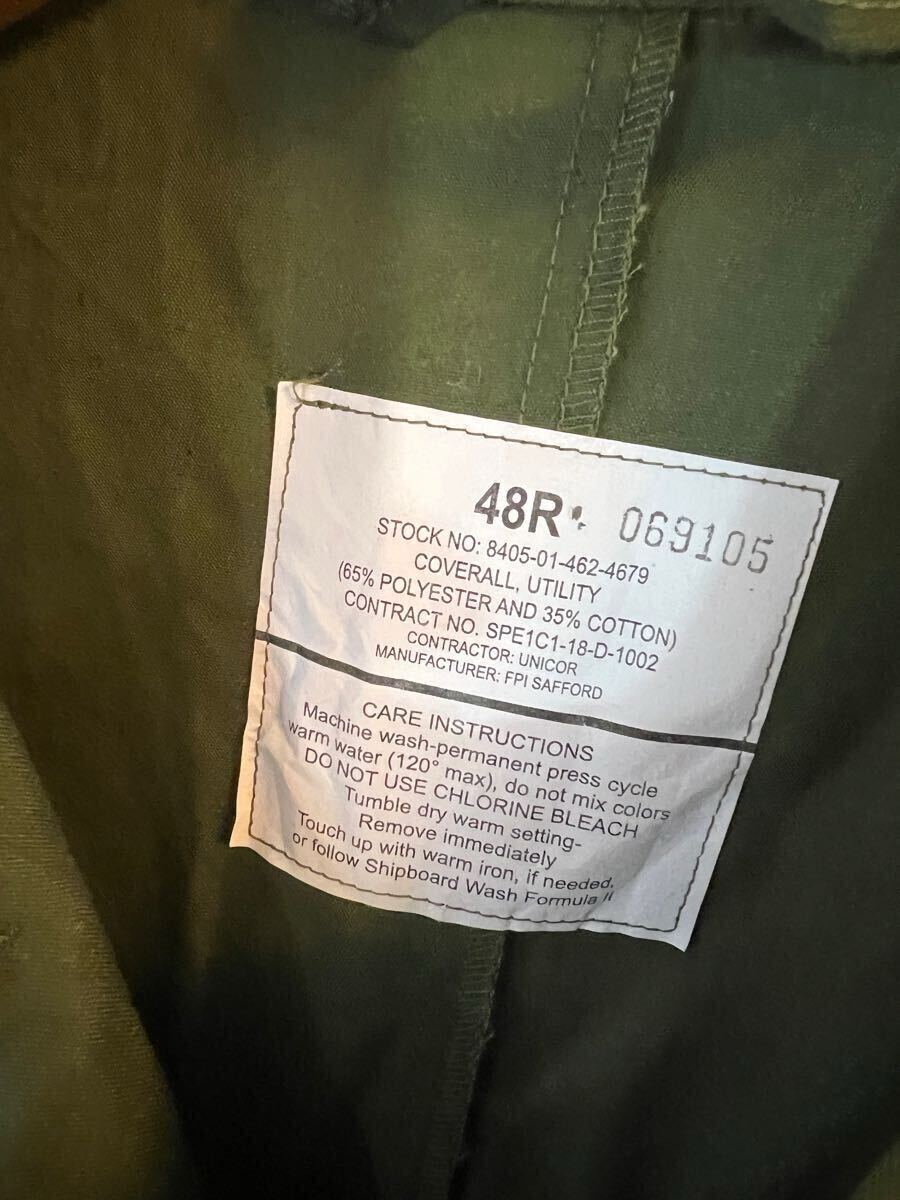 48R 069105
STOCK NO: 8405-01-462-4679
COVERALL, UTILITY
(65% POLYESTER AND 35% COTTON)
CONTRACT NO. SPE1C1-18-D-1002
CONTRACTOR: UNICOR
MANUFACTURER: FPI SAFFORD
CARE INSTRUCTIONS
Machine wash-permanent press cycle
warm water (120° max), do not mix colors
DO NOT USE CHLORINE BLEACH
Tumble dry warm setting-
Remove immediately
Touch up with warm iron, if needed,
or follow Shipboard Wash Formula II